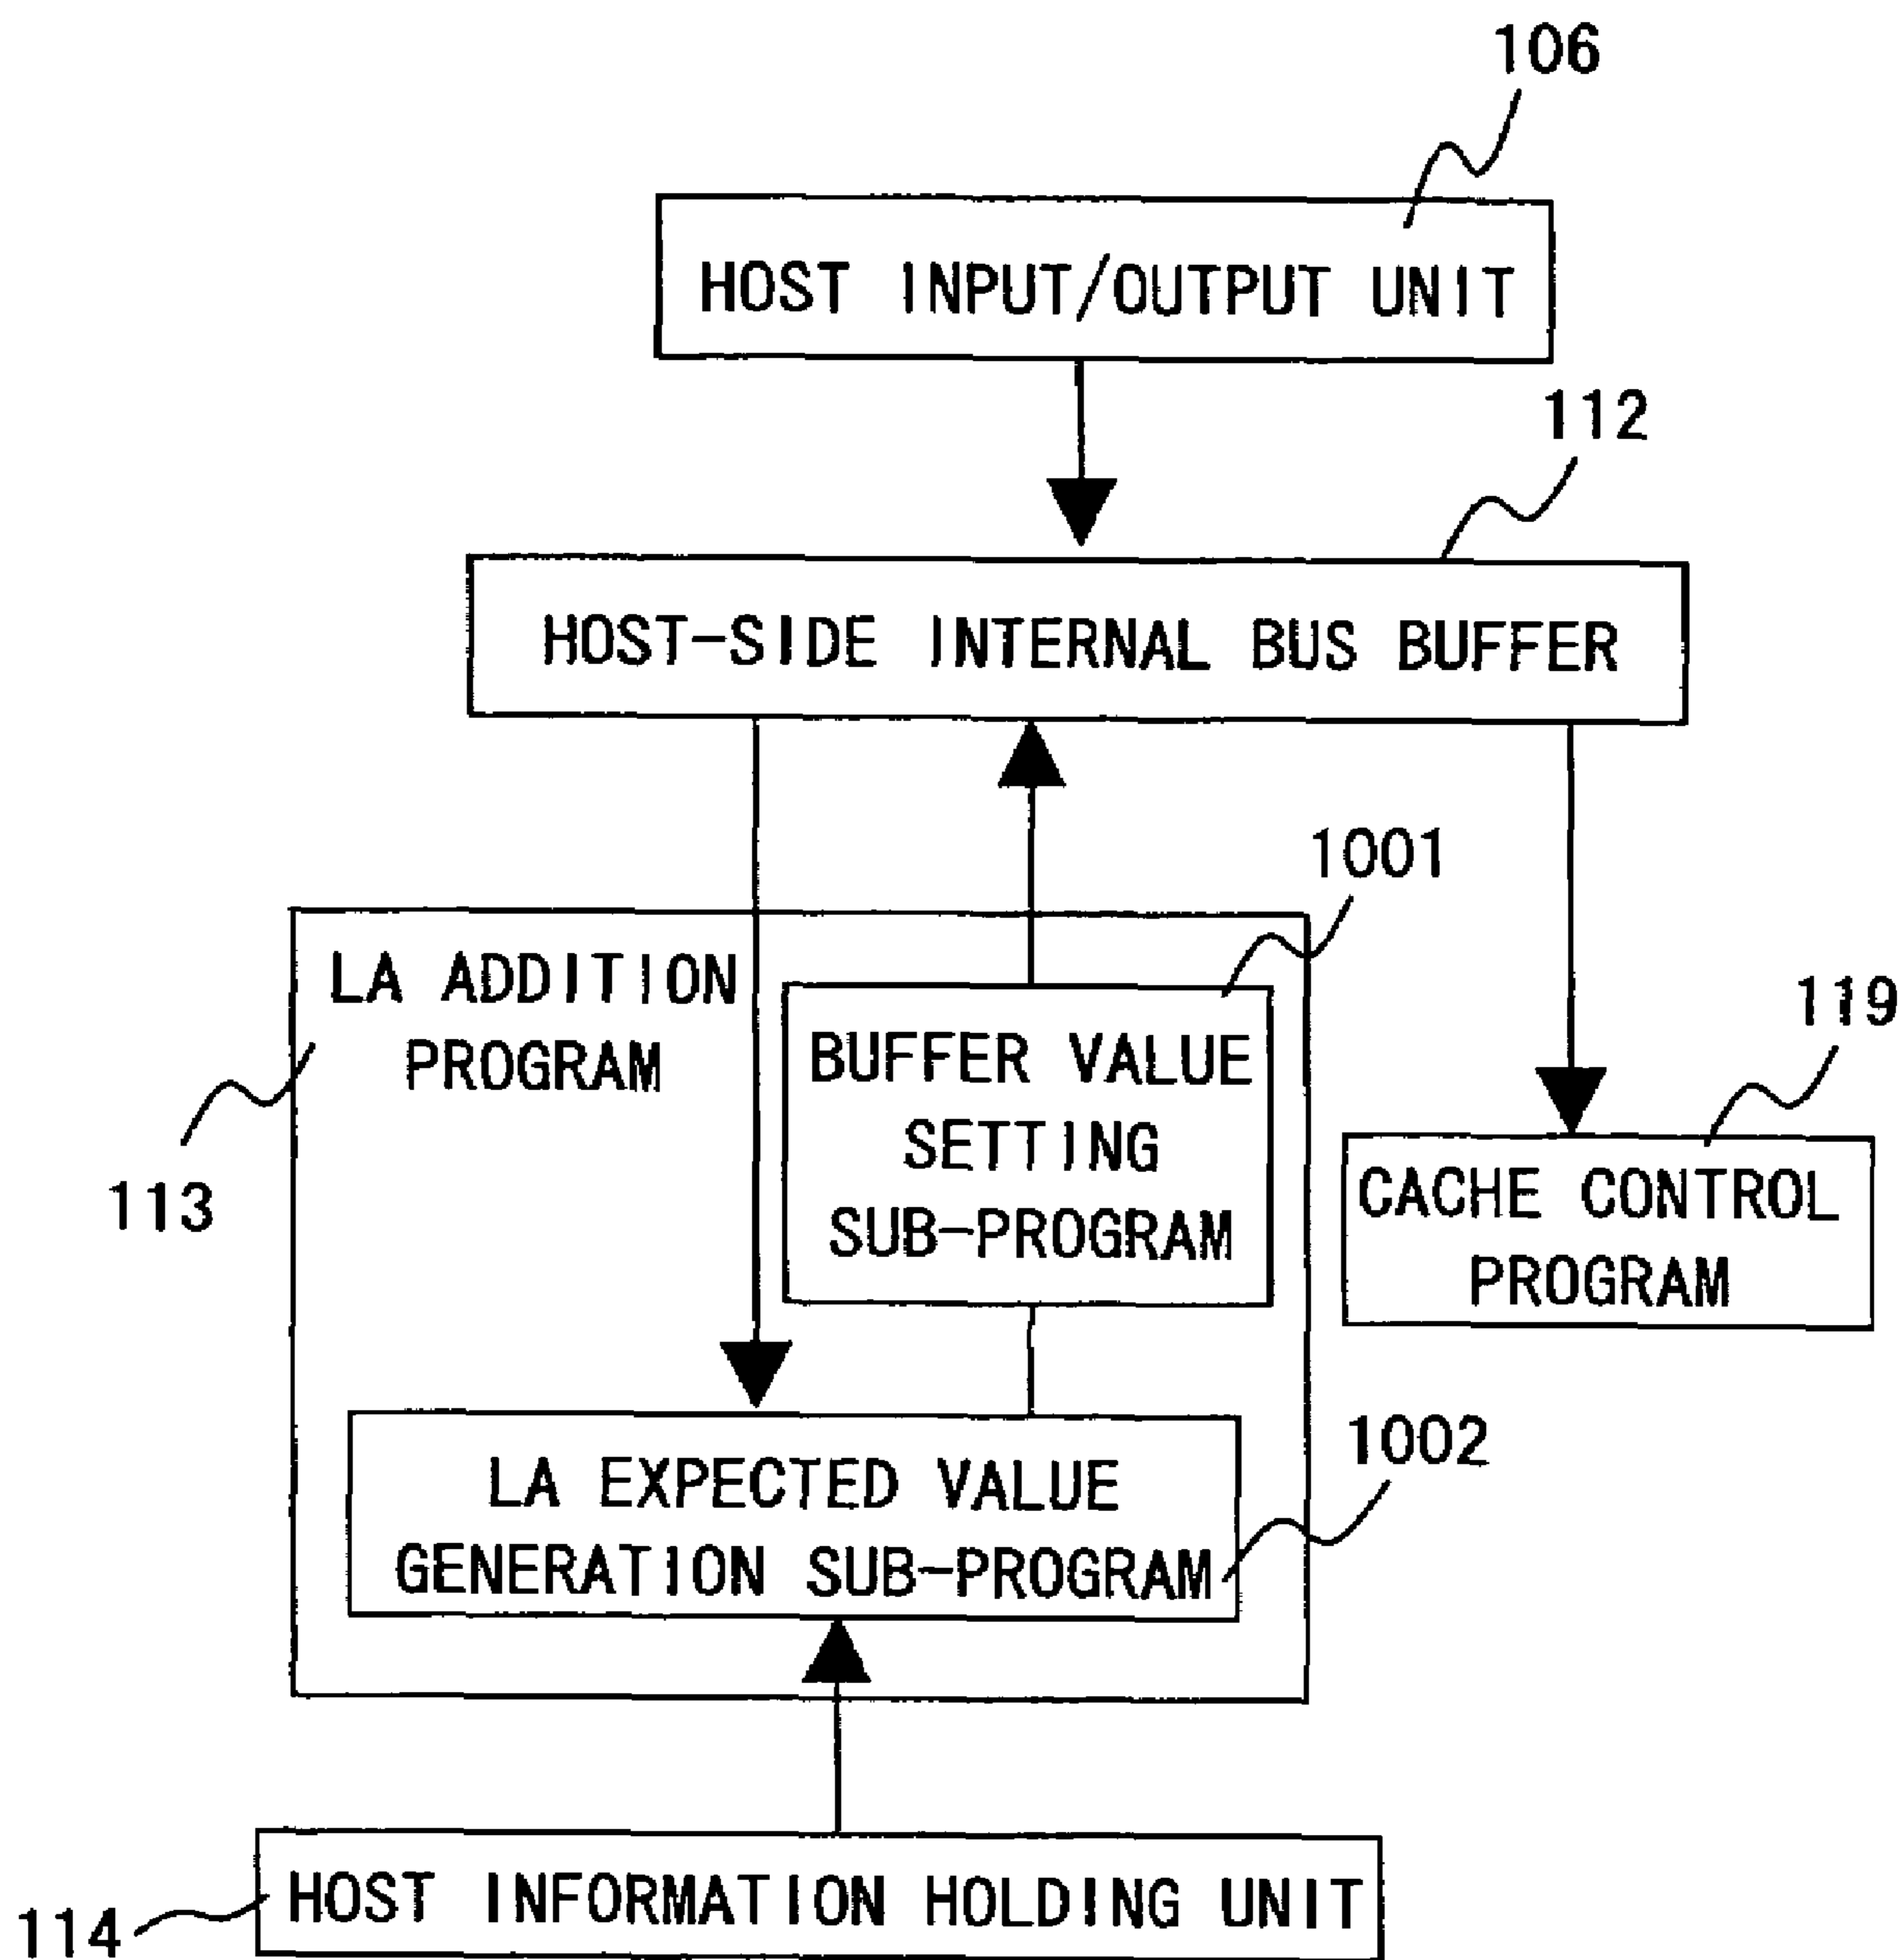 106
HOST INPUT/OUTPUT UNIT
112
HOST-SIDE INTERNAL BUS BUFFER
1001
LA ADDITION
PROGRAM
113
BUFFER VALUE
SETTING
SUB-PROGRAM
119
CACHE CONTROL
PROGRAM
1002
LA EXPECTED VALUE
GENERATION SUB-PROGRAM
114
HOST INFORMATION HOLDING UNIT